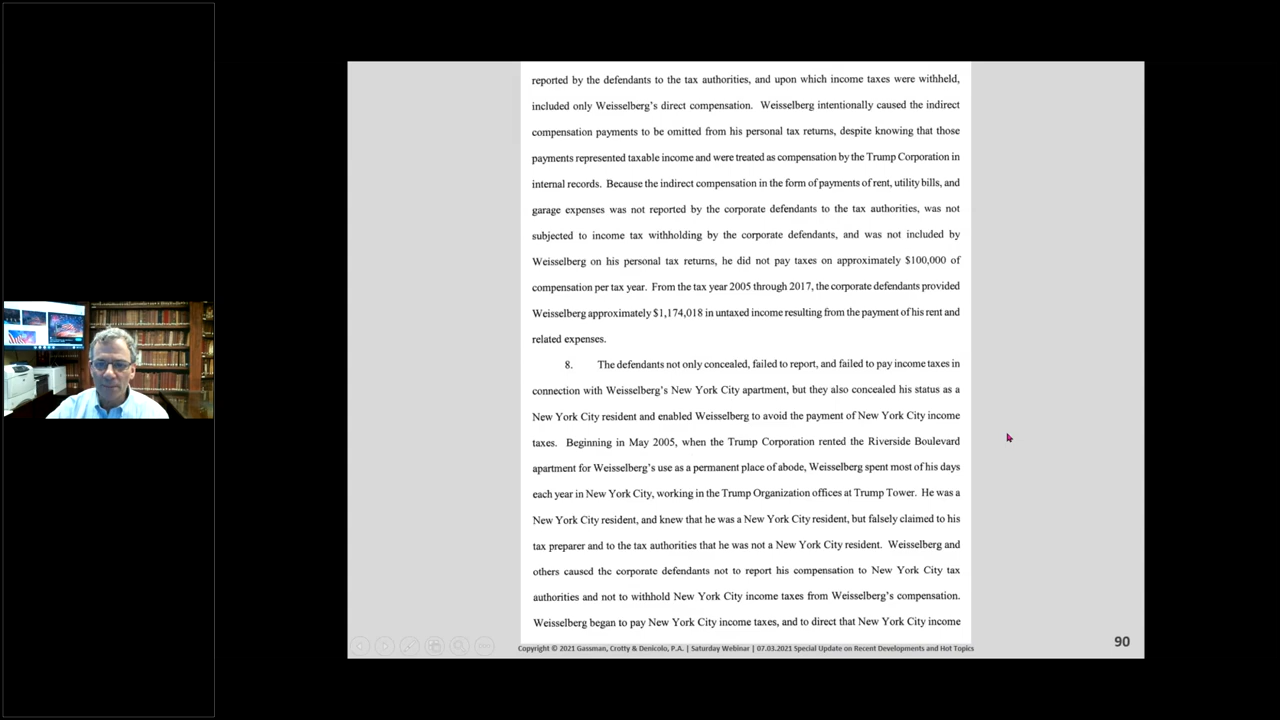 reported by the defendants to the tax authorities, and upon which income taxes were withheld,
included only Weisselberg's direct compensation. Weisselberg intentionally caused the indirect
compensation payments to be omitted from his personal tax returns, despite knowing that those
payments represented taxable income and were treated as compensation by the Trump Corporation in
internal records. Because the indirect compensation in the form of payments of rent, utility bills, and
garage expenses was not reported by the corporate defendants to the tax authorities, was not
subjected to income tax withholding by the corporate defendants, and was not included by
Weisselberg on his personal tax returns, he did not pay taxes on approximately $100,000 of
compensation per tax year. From the tax year 2005 through 2017, the corporate defendants provided
Weisselberg approximately $1,174,018 in untaxed income resulting from the payment of his rent and
related expenses.
8. The defendants not only concealed, failed to report, and failed to pay income taxes in
connection with Weisselberg's New York City apartment, but they also concealed his status as a
New York City resident and enabled Weisselberg to avoid the payment of New York City income
taxes. Beginning in May 2005, when the Trump Corporation rented the Riverside Boulevard
apartment for Weisselberg's use as a permanent place of abode, Weisselberg spent most of his days
each year in New York City, working in the Trump Organization offices at Trump Tower. He was a
New York City resident, and knew that he was a New York City resident, but falsely claimed to his
tax preparer and to the tax authorities that he was not a New York City resident. Weisselberg and
others caused the corporate defendants not to report his compensation to New York City tax
authorities and not to withhold New York City income taxes from Weisselberg's compensation.
Weisselberg began to pay New York City income taxes, and to direct that New York City income
90
Copyright © 2021 Gassman, Crotty & Denicolo, P.A. | Saturday Webinar | 07.03.2021 Special Update on Recent Developments and Hot Topics